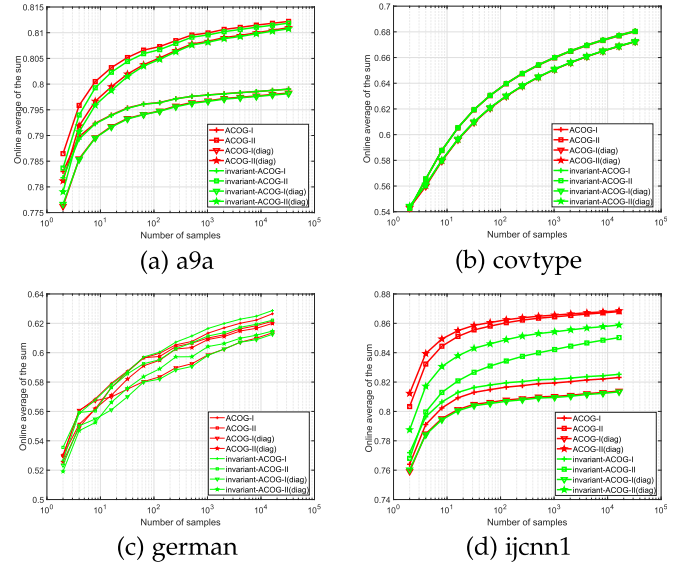 0.815
0.81
0.805
0.8
0.795
0.79
0.785
0.78
0.775
Online average of the sum
ACOG-I
ACOG-II
ACOG-I(diag)
ACOG-II(diag)
invariant-ACOG-I
invariant-ACOG-II
invariant-ACOG-I(diag)
invariant-ACOG-II(diag)
10^0 10^1 10^2 10^3 10^4 10^5
Number of samples
(a) a9a
0.7
0.68
0.66
0.64
0.62
0.6
0.58
0.56
0.54
Online average of the sum
ACOG-I
ACOG-II
ACOG-I(diag)
ACOG-II(diag)
invariant-ACOG-I
invariant-ACOG-II
invariant-ACOG-I(diag)
invariant-ACOG-II(diag)
10^0 10^1 10^2 10^3 10^4 10^5
Number of samples
(b) covtype
0.64
0.62
0.6
0.58
0.56
0.54
0.52
0.5
Online average of the sum
ACOG-I
ACOG-II
ACOG-I(diag)
ACOG-II(diag)
invariant-ACOG-I
invariant-ACOG-II
invariant-ACOG-I(diag)
invariant-ACOG-II(diag)
10^0 10^1 10^2 10^3 10^4 10^5
Number of samples
(c) german
0.88
0.86
0.84
0.82
0.8
0.78
0.76
0.74
Online average of the sum
ACOG-I
ACOG-II
ACOG-I(diag)
ACOG-II(diag)
invariant-ACOG-I
invariant-ACOG-II
invariant-ACOG-I(diag)
invariant-ACOG-II(diag)
10^0 10^1 10^2 10^3 10^4 10^5
Number of samples
(d) ijcnn1